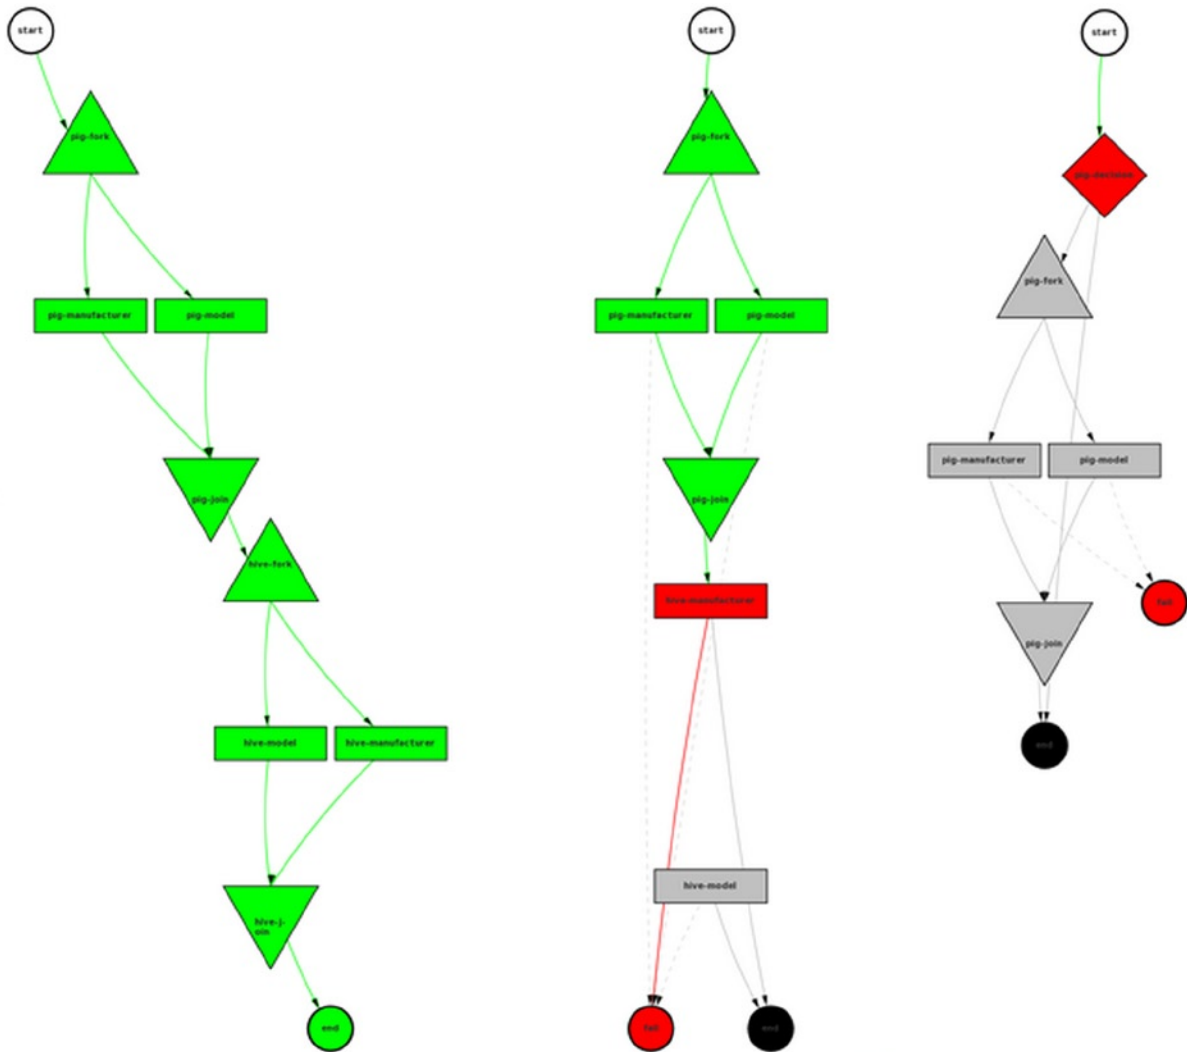 start
pig-fork
pig-manufacturer
pig-model
pig-join
hive-fork
hive-model
hive-manufacturer
hive-j-
oin
end
start
pig-fork
pig-manufacturer
pig-model
pig-join
hive-manufacturer
hive-model
fail
end
start
pig-decision
pig-fork
pig-manufacturer
pig-model
fail
pig-join
end